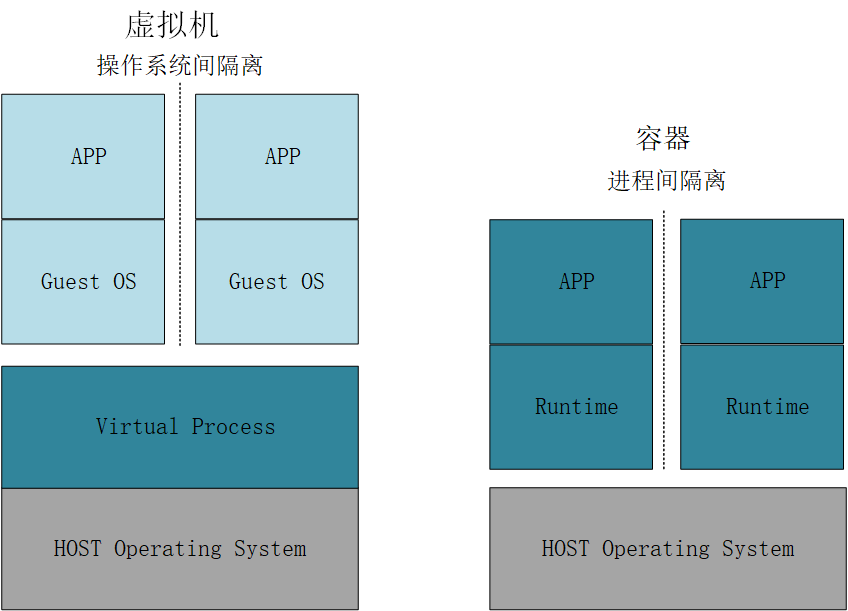 虚拟机
操作系统间隔离
APP
APP
Guest OS
Guest OS
Virtual Process
HOST Operating System
容器
进程间隔离
APP
APP
Runtime
Runtime
HOST Operating System